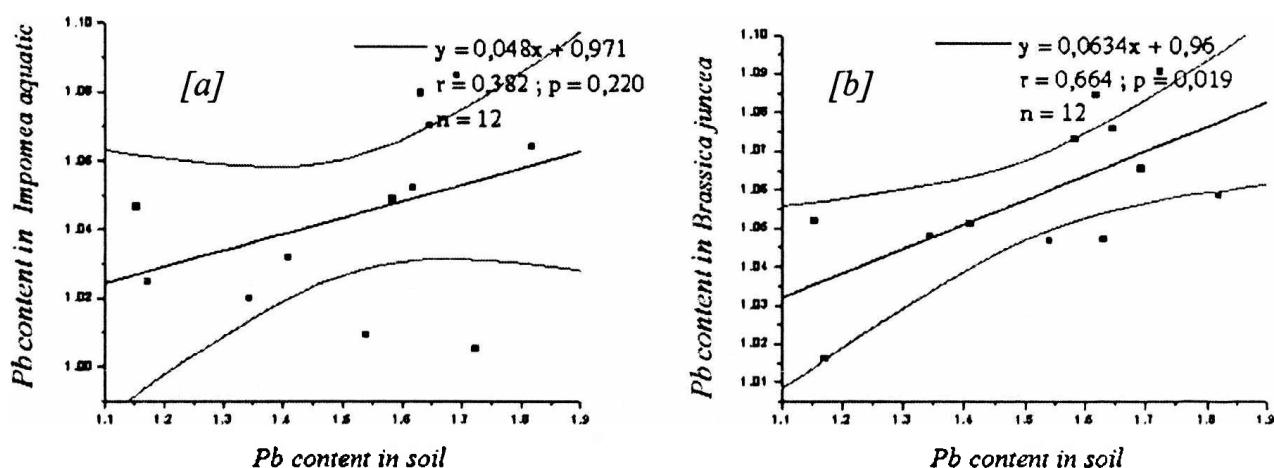 Pb content in Impomea aquatic
1.10
1.08
1.06
1.04
1.02
1.00
[a]
y = 0,048x + 0,971
r = 0,382 ; p = 0,220
n = 12
1.1 1.2 1.3 1.4 1.5 1.6 1.7 1.8 1.9
Pb content in soil
Pb content in Brassica juncea
1.10
1.09
1.08
1.07
1.06
1.05
1.04
1.03
1.02
1.01
[b]
y = 0,0634x + 0,96
r = 0,664 ; p = 0,019
n = 12
1.1 1.2 1.3 1.4 1.5 1.6 1.7 1.8 1.9
Pb content in soil